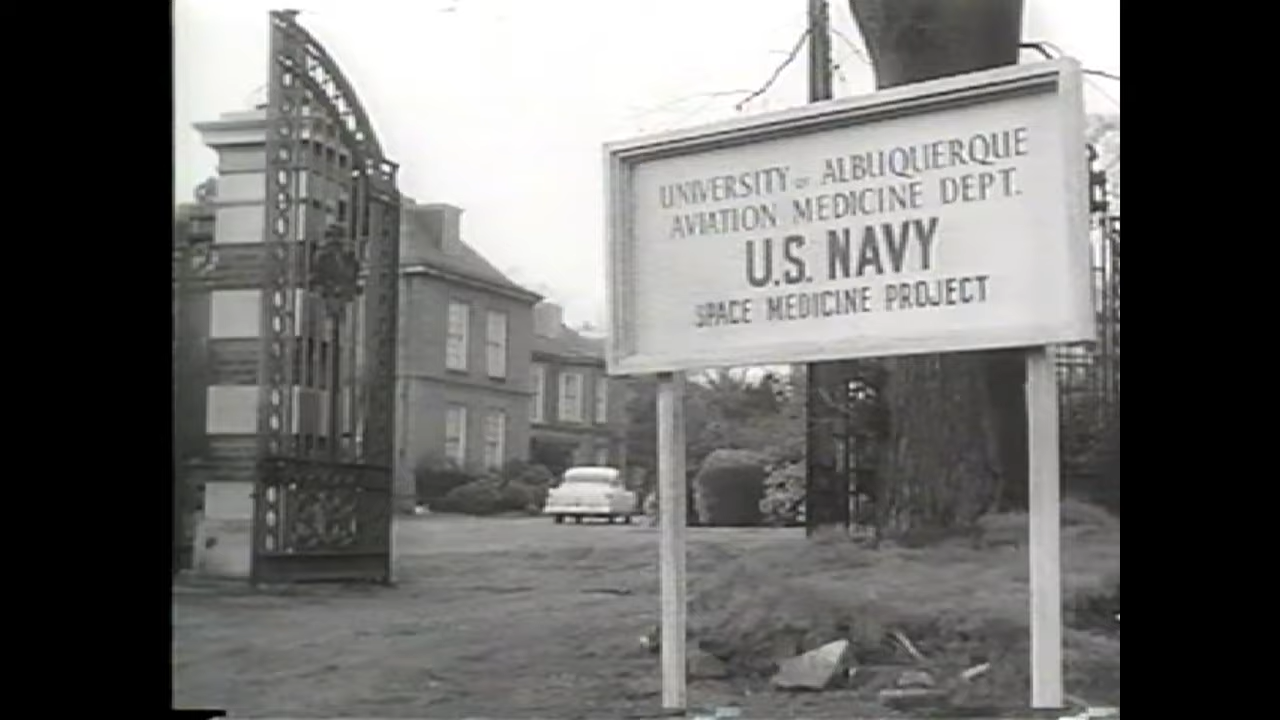 UNIVERSITY OF ALBUQUERQUE
AVIATION MEDICINE DEPT.
U.S. NAVY
SPACE MEDICINE PROJECT